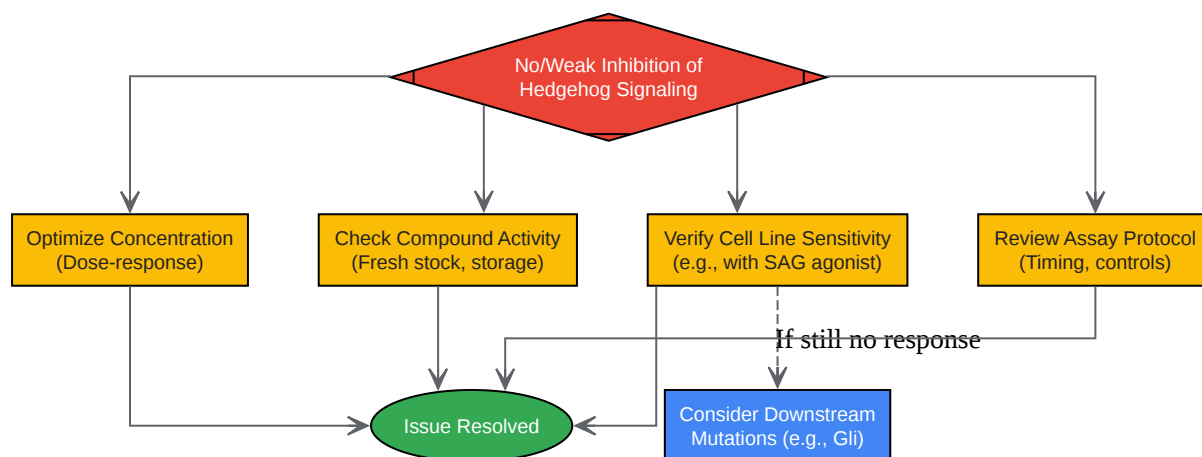 No/Weak Inhibition of
Hedgehog Signaling
Optimize Concentration
(Dose-response)
Check Compound Activity
(Fresh stock, storage)
Verify Cell Line Sensitivity
(e.g., with SAG agonist)
Review Assay Protocol
(Timing, controls)
If still no response
Issue Resolved
Consider Downstream
Mutations (e.g., Gli)